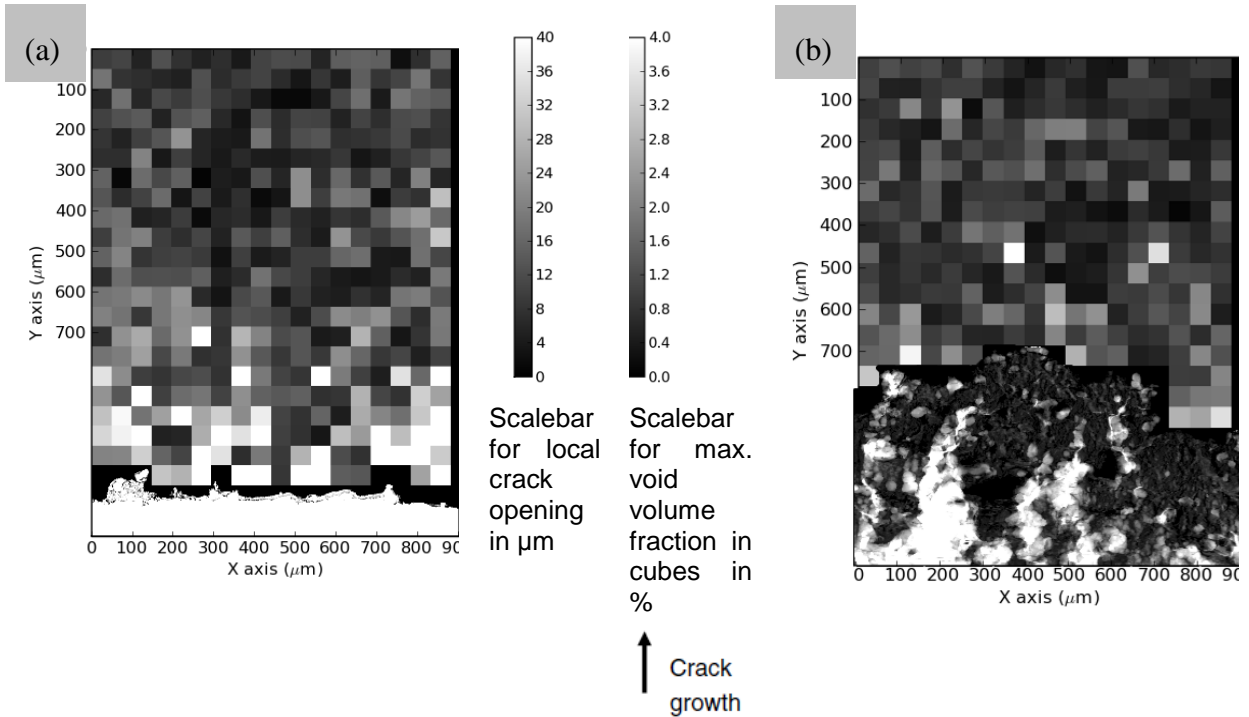 (a)
100
200
300
400
500
600
700
Y axis (μm)
0 100 200 300 400 500 600 700 800 90
X axis (μm)
40
36
32
28
24
20
16
12
8
4
0
Scalebar
for local
crack
opening
in µm
4.0
3.6
3.2
2.8
2.4
2.0
1.6
1.2
0.8
0.4
0.0
Scalebar
for max.
void
volume
fraction in
cubes in
%
Crack
growth
(b)
100
200
300
400
500
600
700
Y axis (μm)
0 100 200 300 400 500 600 700 800 90
X axis (μm)